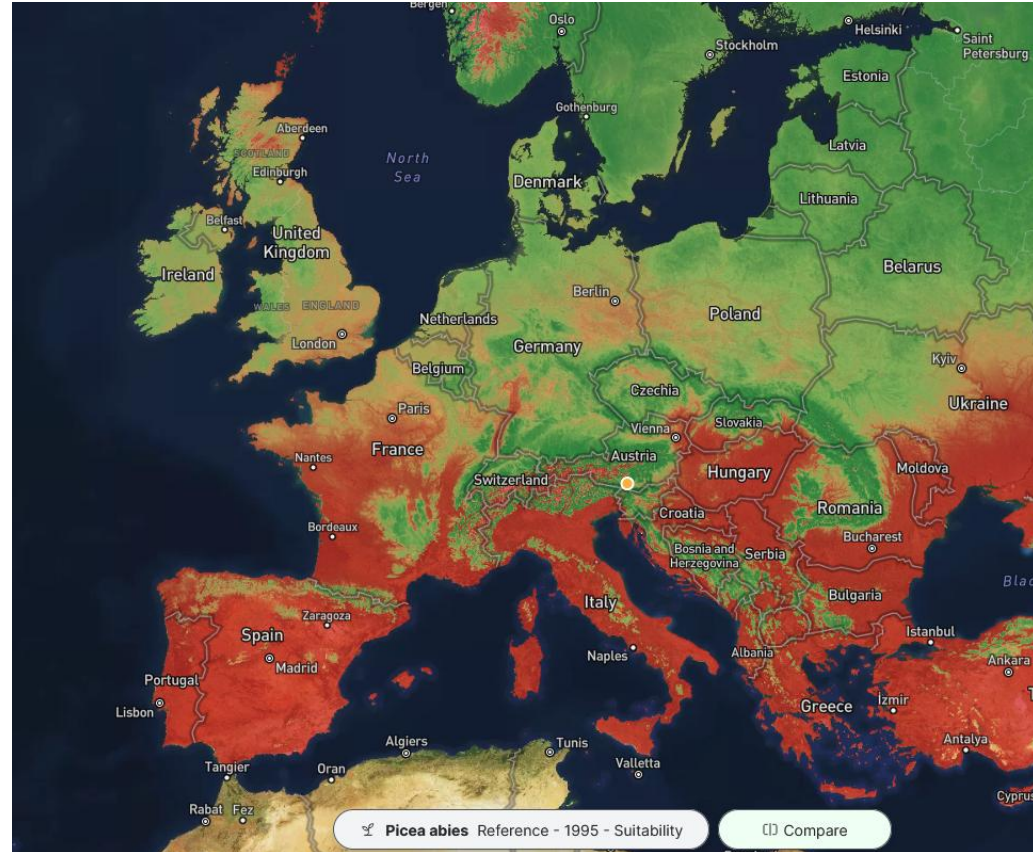 Bergen
Oslo
Helsinki
Stockholm
Saint
Petersburg
Estonia
Gothenburg
Aberdeen
SCOTLAND
North
Sea
Latvia
Edinburgh
Denmark
Lithuania
Belfast
United
Kingdom
Ireland
Belarus
Berlin
WALES
ENGLAND
Netherlands
Poland
London
Germany
Kyiv
Belgium
Czechia
Ukraine
Paris
Slovakia
Vienna
France
Austria
Nantes
Switzerland
Hungary
Moldova
Croatia
Romania
Bordeaux
Bucharest
Bosnia and
Herzegovina
Serbia
Blac
Bulgaria
Italy
Zaragoza
Istanbul
Spain
Naples
Albania
Ankara
Madrid
Portugal
Greece
İzmir
Lisbon
Antalya
Algiers
Tunis
Tangier
Oran
Valletta
Cyprus
Rabat
Fez
Picea abies Reference - 1995 - Suitability
Compare